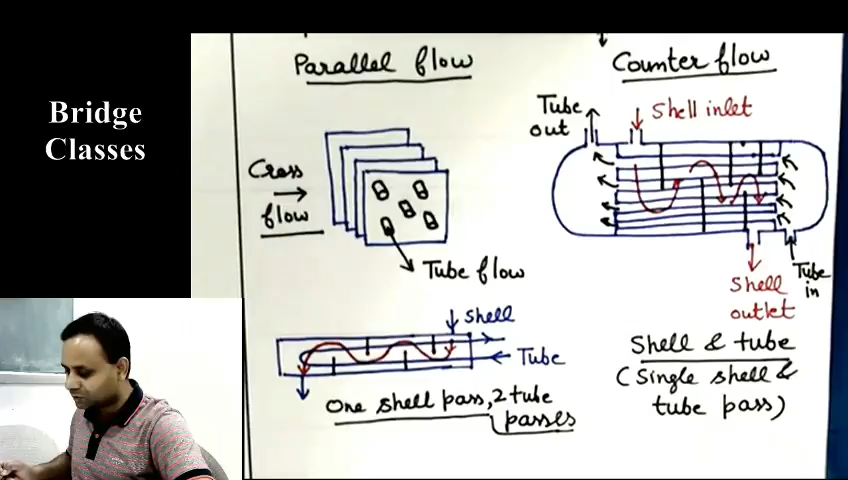 Bridge
Classes
Parallel flow
Counter flow
Cross
flow
Tube flow
Tube
out
Shell inlet
Shell
outlet
Tube
in
Shell & tube
(Single shell &
tube pass)
Shell
Tube
One shell pass, 2 tube
passes